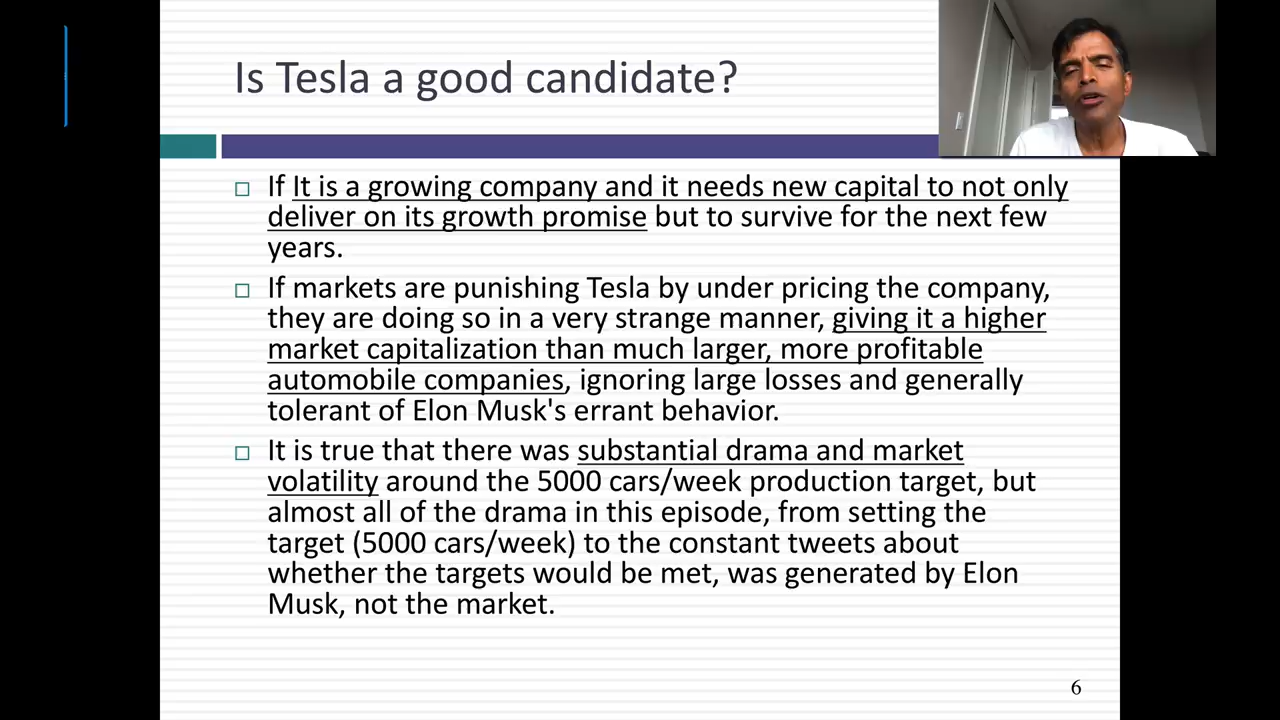 Is Tesla a good candidate?
If It is a growing company and it needs new capital to not only
deliver on its growth promise but to survive for the next few
years.
If markets are punishing Tesla by under pricing the company,
they are doing so in a very strange manner, giving it a higher
market capitalization than much larger, more profitable
automobile companies, ignoring large losses and generally
tolerant of Elon Musk's errant behavior.
It is true that there was substantial drama and market
volatility around the 5000 cars/week production target, but
almost all of the drama in this episode, from setting the
target (5000 cars/week) to the constant tweets about
whether the targets would be met, was generated by Elon
Musk, not the market.
6